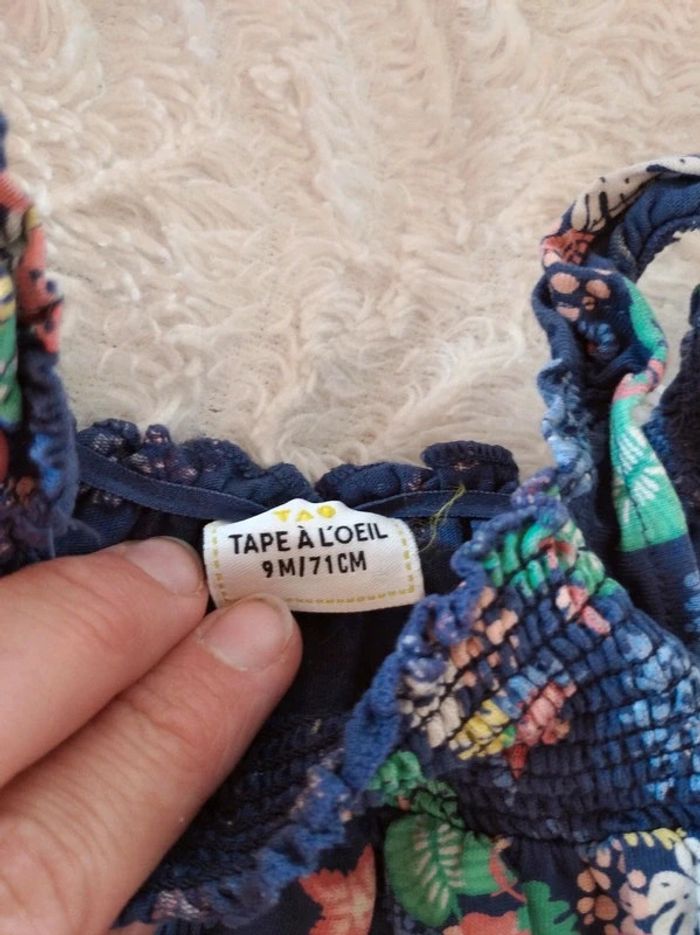 TAO
TAPE À L'OEIL
9M/71CM